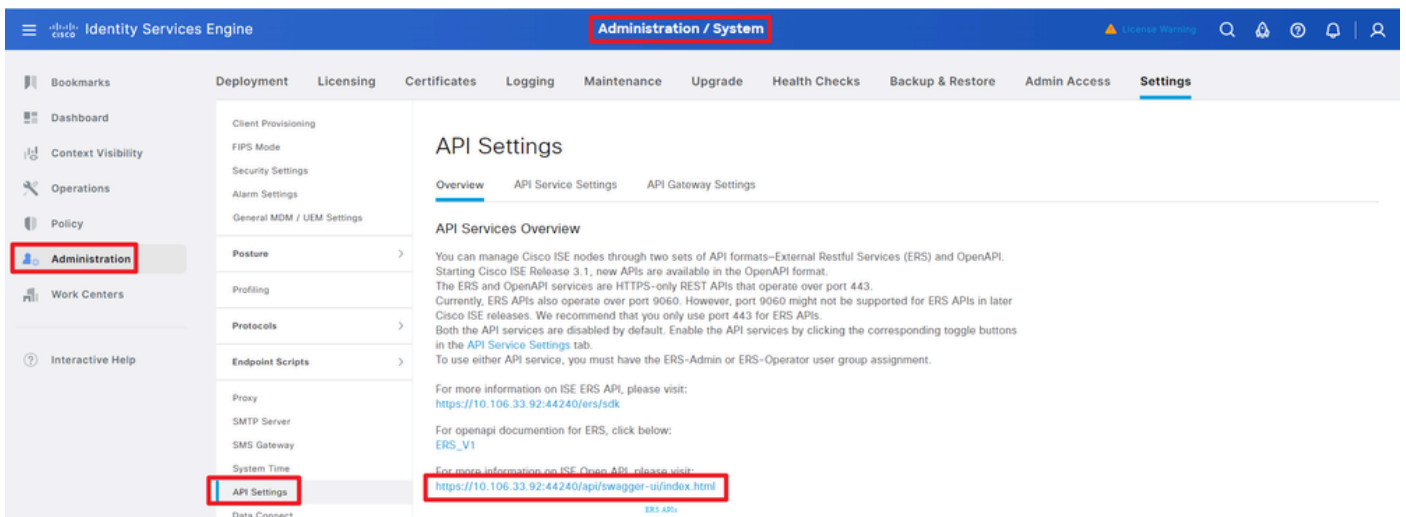 cisco Identity Services Engine
Administration / System
License Warning
Bookmarks
Dashboard
Context Visibility
Operations
Policy
Administration
Work Centers
Interactive Help
Deployment Licensing Certificates Logging Maintenance Upgrade Health Checks Backup & Restore Admin Access Settings
Client Provisioning
FIPS Mode
Security Settings
Alarm Settings
General MDM / UEM Settings
Posture
Profiling
Protocols
Endpoint Scripts
Proxy
SMTP Server
SMS Gateway
System Time
API Settings
Data Connect
API Settings
Overview API Service Settings API Gateway Settings
API Services Overview
You can manage Cisco ISE nodes through two sets of API formats–External Restful Services (ERS) and OpenAPI.
Starting Cisco ISE Release 3.1, new APIs are available in the OpenAPI format.
The ERS and OpenAPI services are HTTPS-only REST APIs that operate over port 443.
Currently, ERS APIs also operate over port 9060. However, port 9060 might not be supported for ERS APIs in later
Cisco ISE releases. We recommend that you only use port 443 for ERS APIs.
Both the API services are disabled by default. Enable the API services by clicking the corresponding toggle buttons
in the API Service Settings tab.
To use either API service, you must have the ERS-Admin or ERS-Operator user group assignment.
For more information on ISE ERS API, please visit:
https://10.106.33.92:44240/ers/sdk
For openapi documention for ERS, click below:
ERS_V1
For more information on ISE Open API, please visit:
https://10.106.33.92:44240/api/swagger-ui/index.html
ERS APIs